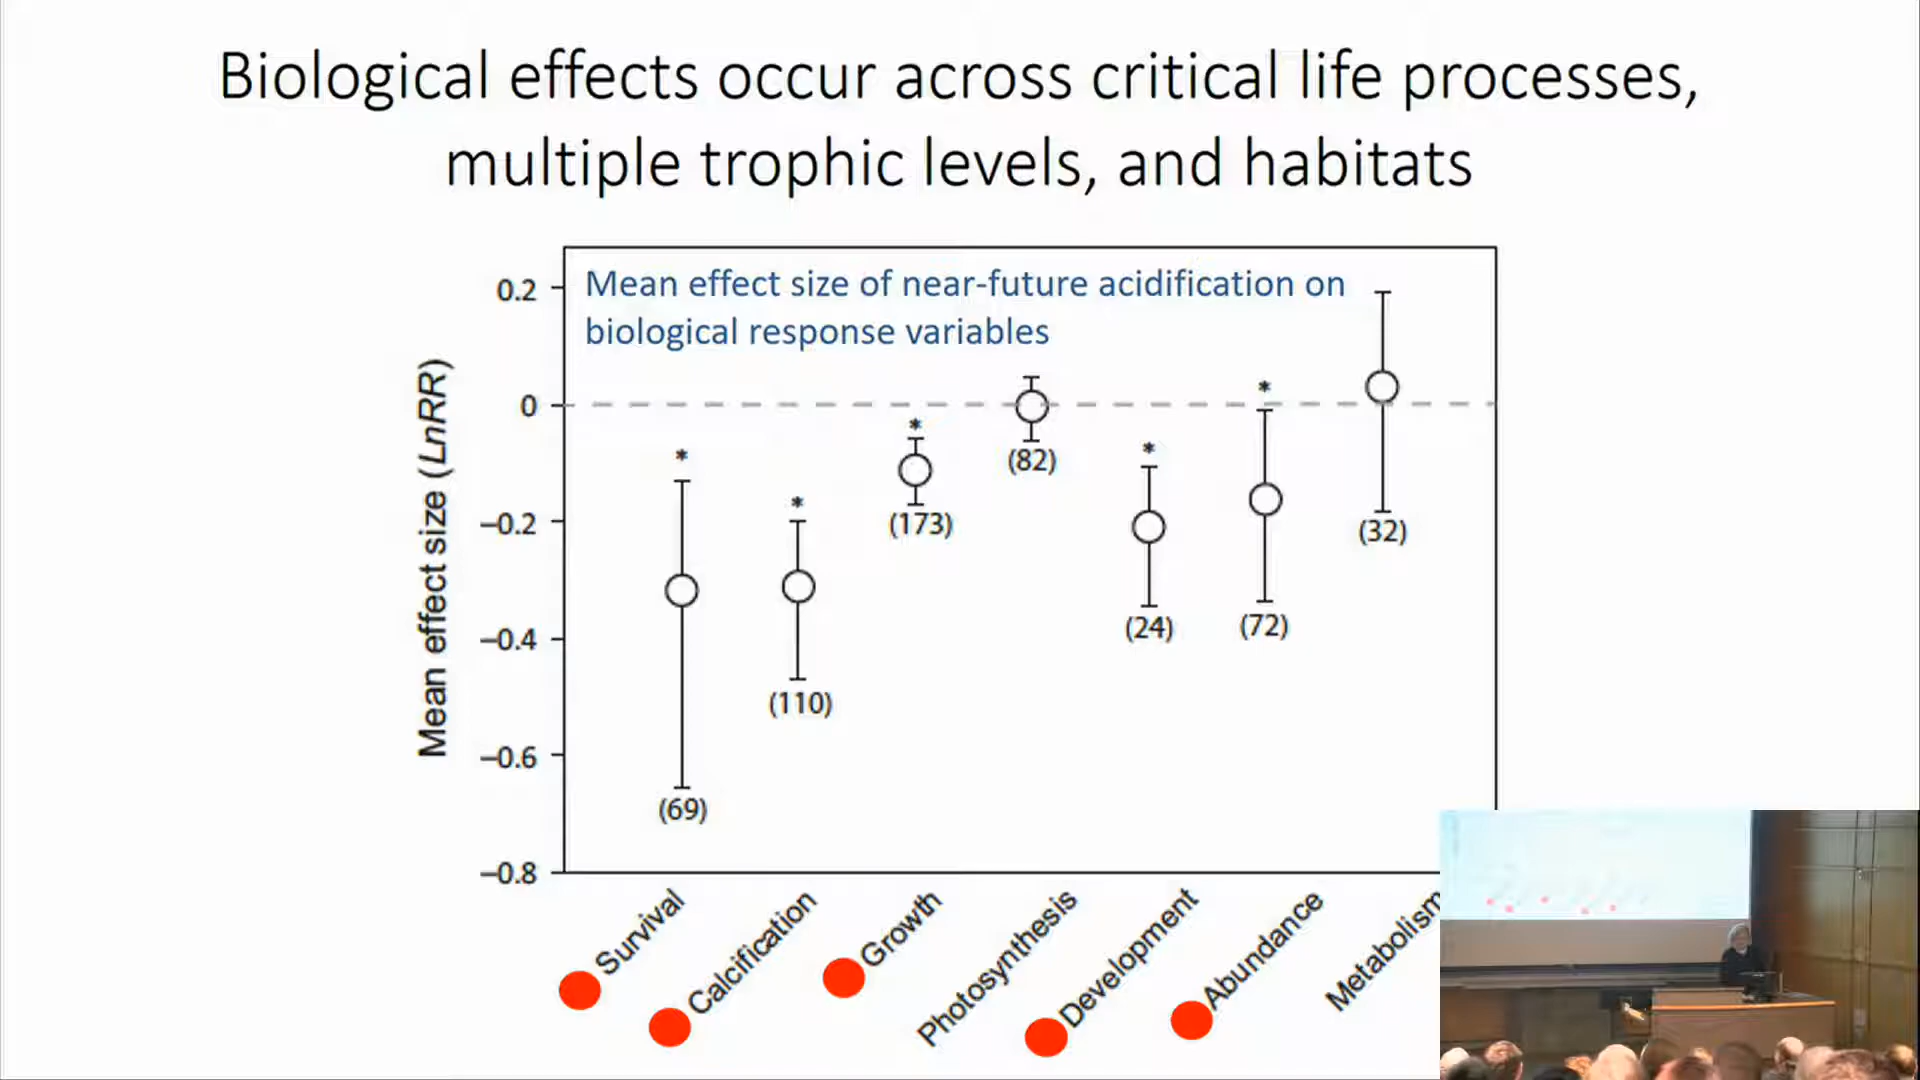 Biological effects occur across critical life processes,
multiple trophic levels, and habitats
Mean effect size of near-future acidification on
biological response variables
Mean effect size (LnRR)
0.2
0
–0.2
–0.4
–0.6
–0.8
*
*
*
*
*
(69)
(110)
(173)
(82)
(24)
(72)
(32)
Survival
Calcification
Growth
Photosynthesis
Development
Abundance
Metabolism